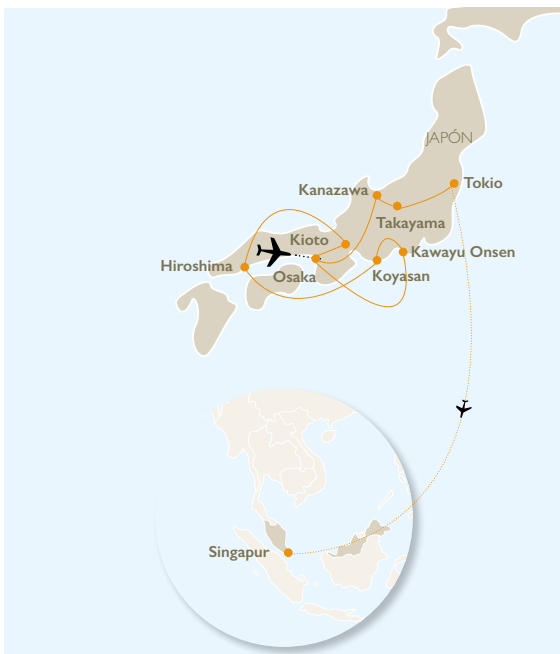 JAPÓN
Kanazawa
Tokio
Takayama
Kioto
Kawayu Onsen
Hiroshima
Osaka
Koyasan
Singapur